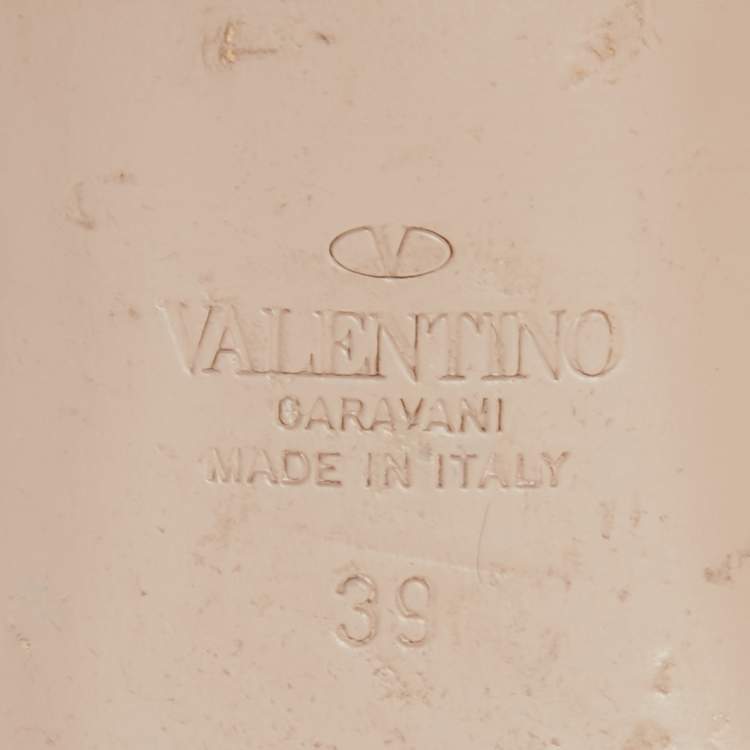 V
VALENTINO
GARAVANI
MADE IN ITALY
39